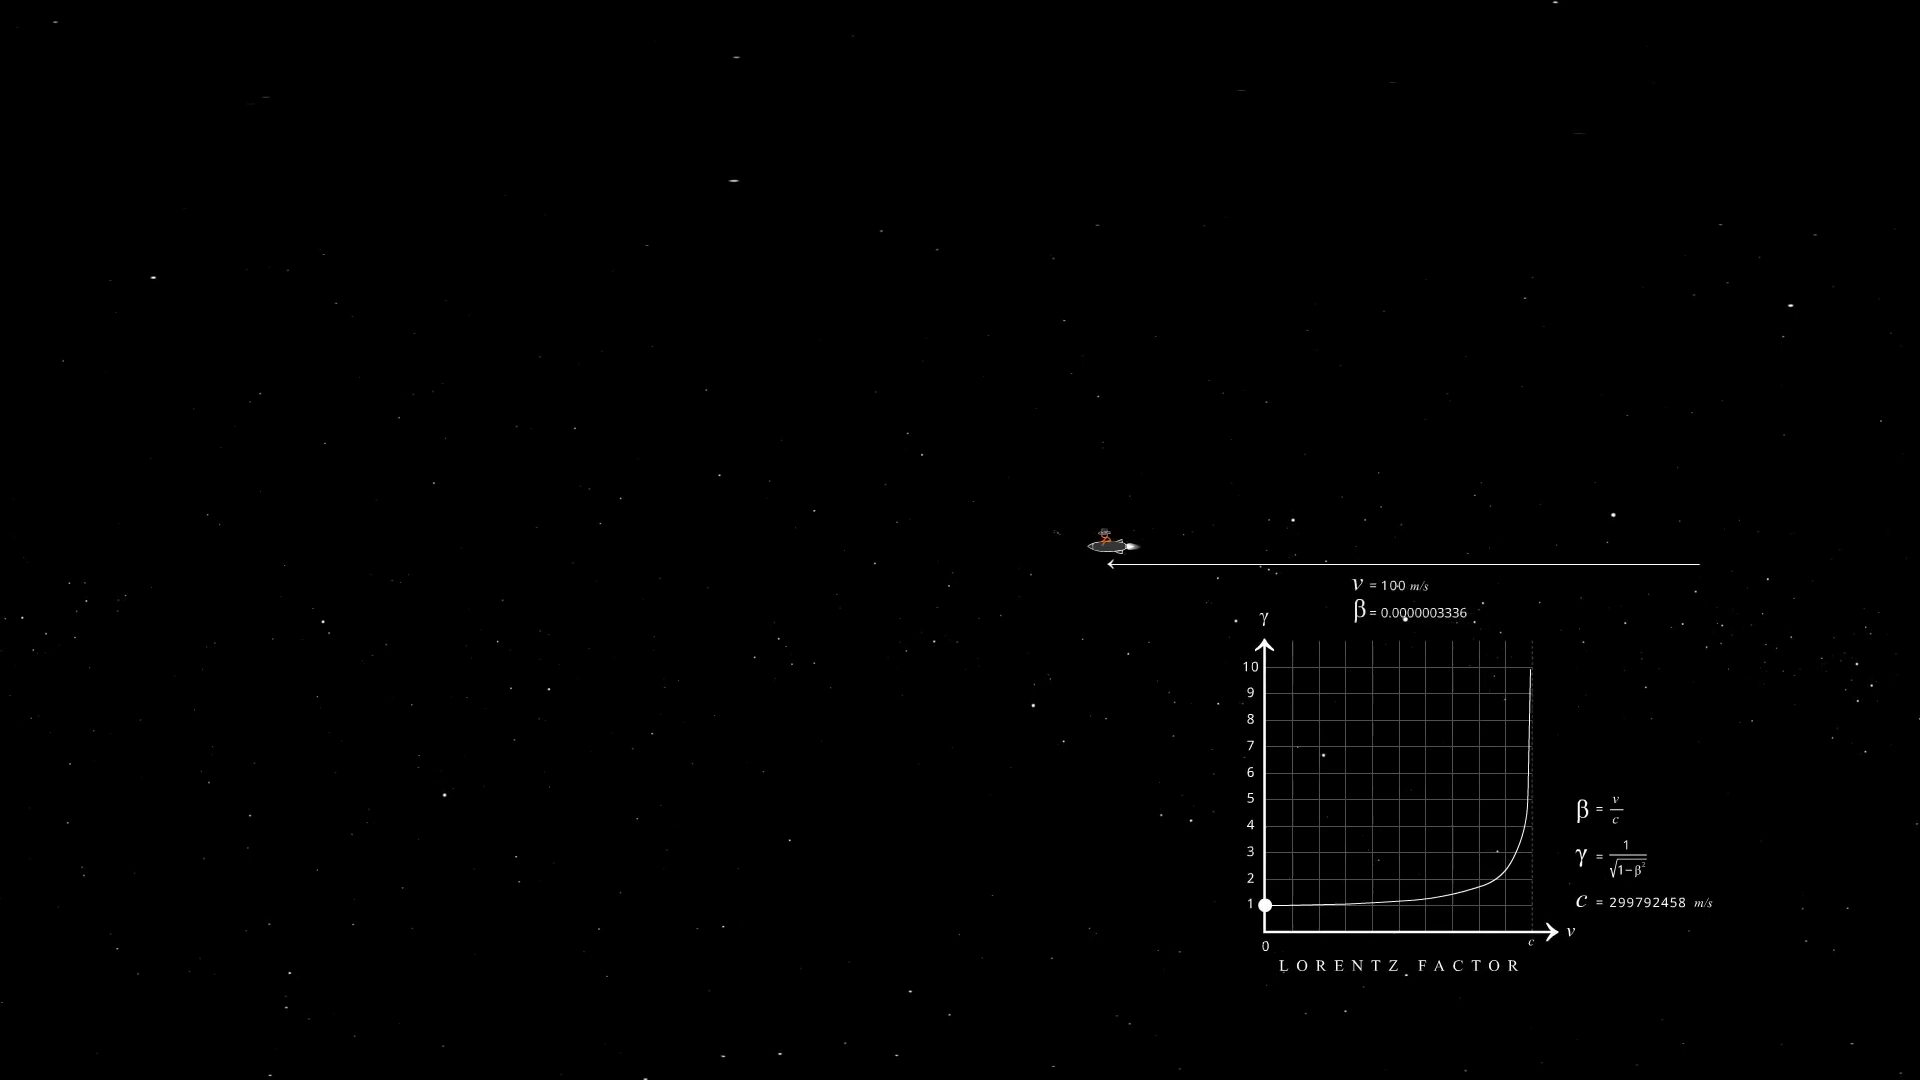 v = 100 m/s
β = 0.0000003336
γ
10
9
8
7
6
5
4
3
2
1
0
c
v
β = v/c
γ = 1/√1−β²
c = 299792458 m/s
LORENTZ FACTOR